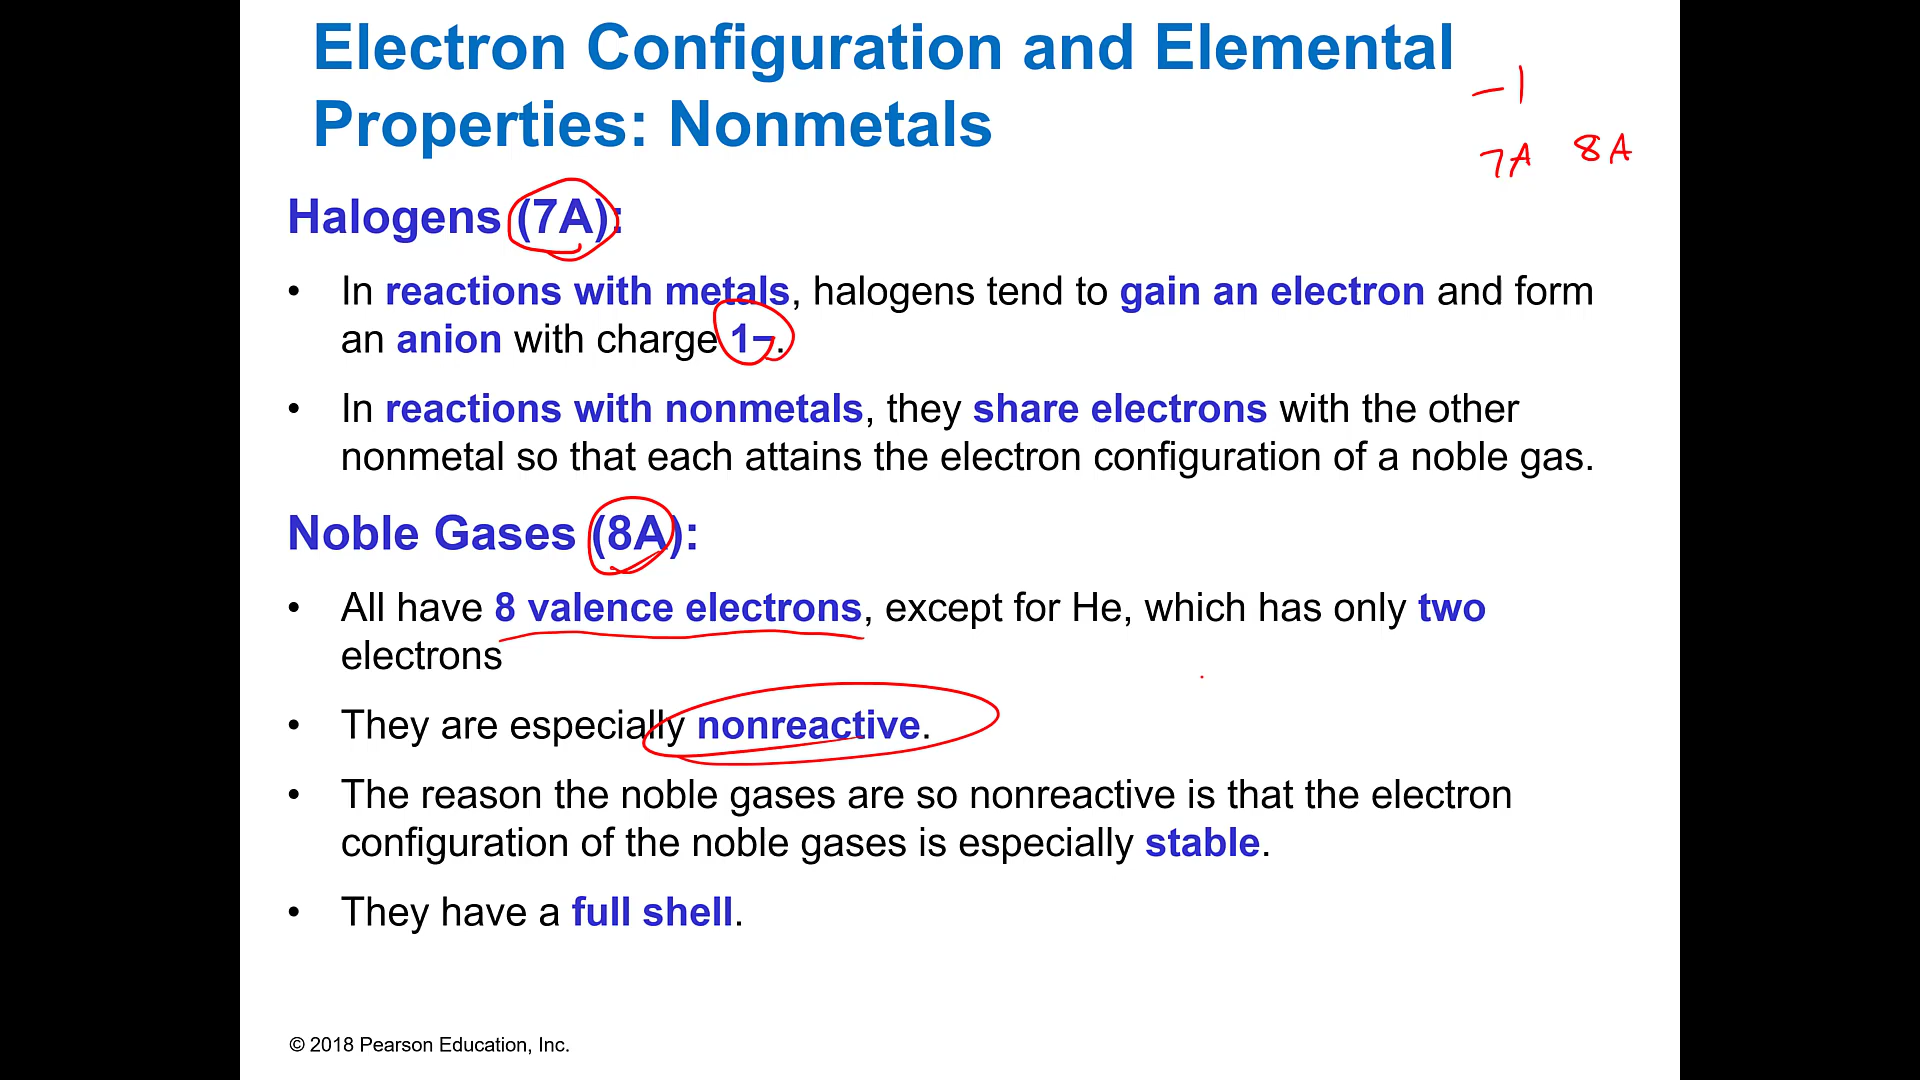 Electron Configuration and Elemental
Properties: Nonmetals
−1
7A 8A
Halogens (7A):
• In reactions with metals, halogens tend to gain an electron and form
an anion with charge 1−.
• In reactions with nonmetals, they share electrons with the other
nonmetal so that each attains the electron configuration of a noble gas.
Noble Gases (8A):
• All have 8 valence electrons, except for He, which has only two
electrons
• They are especially nonreactive.
• The reason the noble gases are so nonreactive is that the electron
configuration of the noble gases is especially stable.
• They have a full shell.
© 2018 Pearson Education, Inc.